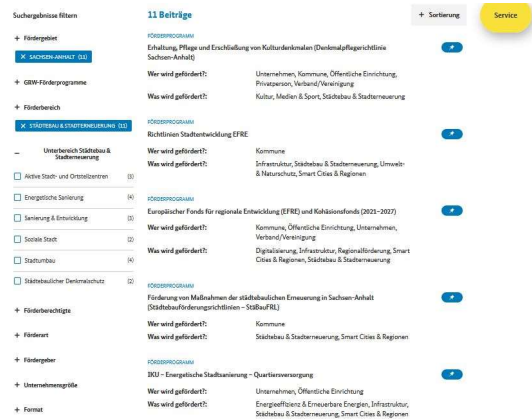 Suchergebnisse filtern
+ Fördergebiet
× SACHSEN-ANHALT (11)
+ GRW-Förderprogramme
+ Förderbereich
× STÄDTEBAU & STADTERNEUERUNG (11)
– Unterbereich Städtebau &
Stadterneuerung
Aktive Stadt- und Ortsteilzentren (3)
Energetische Sanierung (4)
Sanierung & Entwicklung (5)
Soziale Stadt (2)
Stadtumbau (4)
Städtebaulicher Denkmalschutz (2)
+ Förderberechtigte
+ Förderart
+ Fördergeber
+ Unternehmensgröße
+ Format
11 Beiträge
+ Sortierung
Service
FÖRDERPROGRAMM
Erhaltung, Pflege und Erschließung von Kulturdenkmalen (Denkmalpflegerichtlinie
Sachsen-Anhalt)
Wer wird gefördert?: Unternehmen, Kommune, Öffentliche Einrichtung,
Privatperson, Verband/Vereinigung
Was wird gefördert?: Kultur, Medien & Sport, Städtebau & Stadterneuerung
FÖRDERPROGRAMM
Richtlinien Stadtentwicklung EFRE
Wer wird gefördert?: Kommune
Was wird gefördert?: Infrastruktur, Städtebau & Stadterneuerung, Umwelt-
& Naturschutz, Smart Cities & Regionen
FÖRDERPROGRAMM
Europäischer Fonds für regionale Entwicklung (EFRE) und Kohäsionsfonds (2021–2027)
Wer wird gefördert?: Kommune, Öffentliche Einrichtung, Unternehmen,
Verband/Vereinigung
Was wird gefördert?: Digitalisierung, Infrastruktur, Regionalförderung, Smart
Cities & Regionen, Städtebau & Stadterneuerung
FÖRDERPROGRAMM
Förderung von Maßnahmen der städtebaulichen Erneuerung in Sachsen-Anhalt
(Städtebauförderungsrichtlinien – StäBauFRL)
Wer wird gefördert?: Kommune
Was wird gefördert?: Städtebau & Stadterneuerung, Smart Cities & Regionen
FÖRDERPROGRAMM
IKU – Energetische Stadtsanierung – Quartiersversorgung
Wer wird gefördert?: Unternehmen, Öffentliche Einrichtung
Was wird gefördert?: Energieeffizienz & Erneuerbare Energien, Infrastruktur,
Städtebau & Stadterneuerung, Smart Cities & Regionen